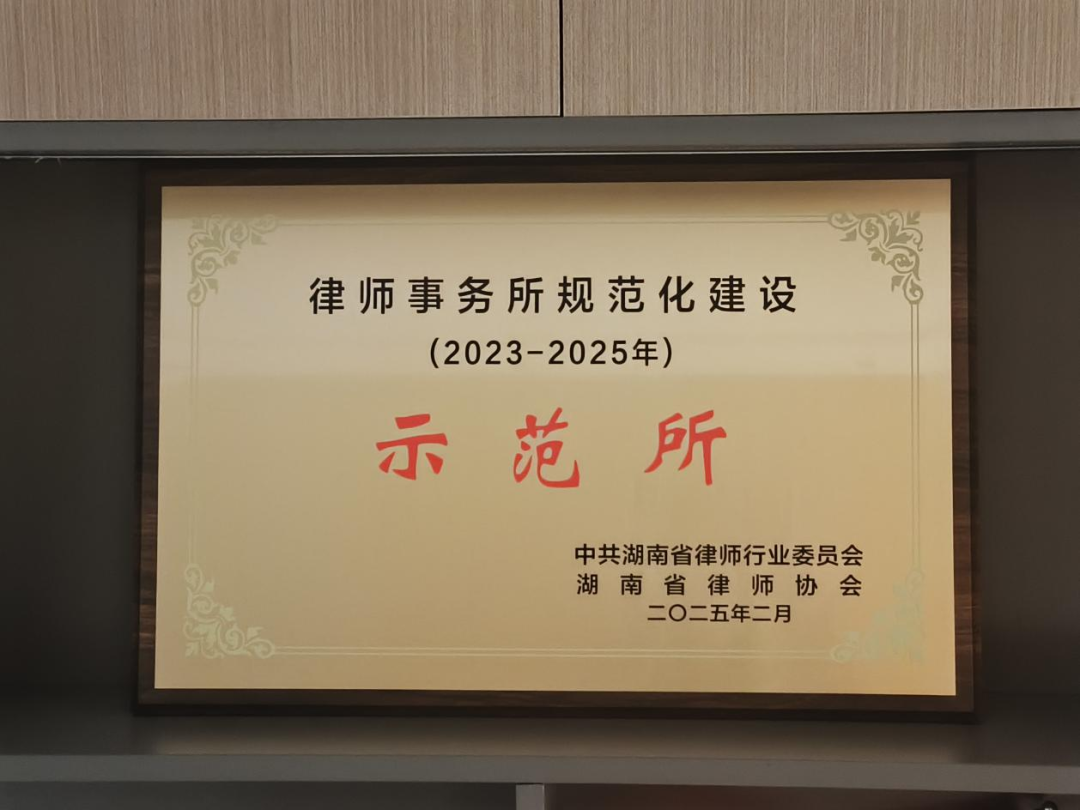 律师事务所规范化建设
(2023-2025年)
示范所
中共湖南省律师行业委员会
湖南省律师协会
二〇二五年二月